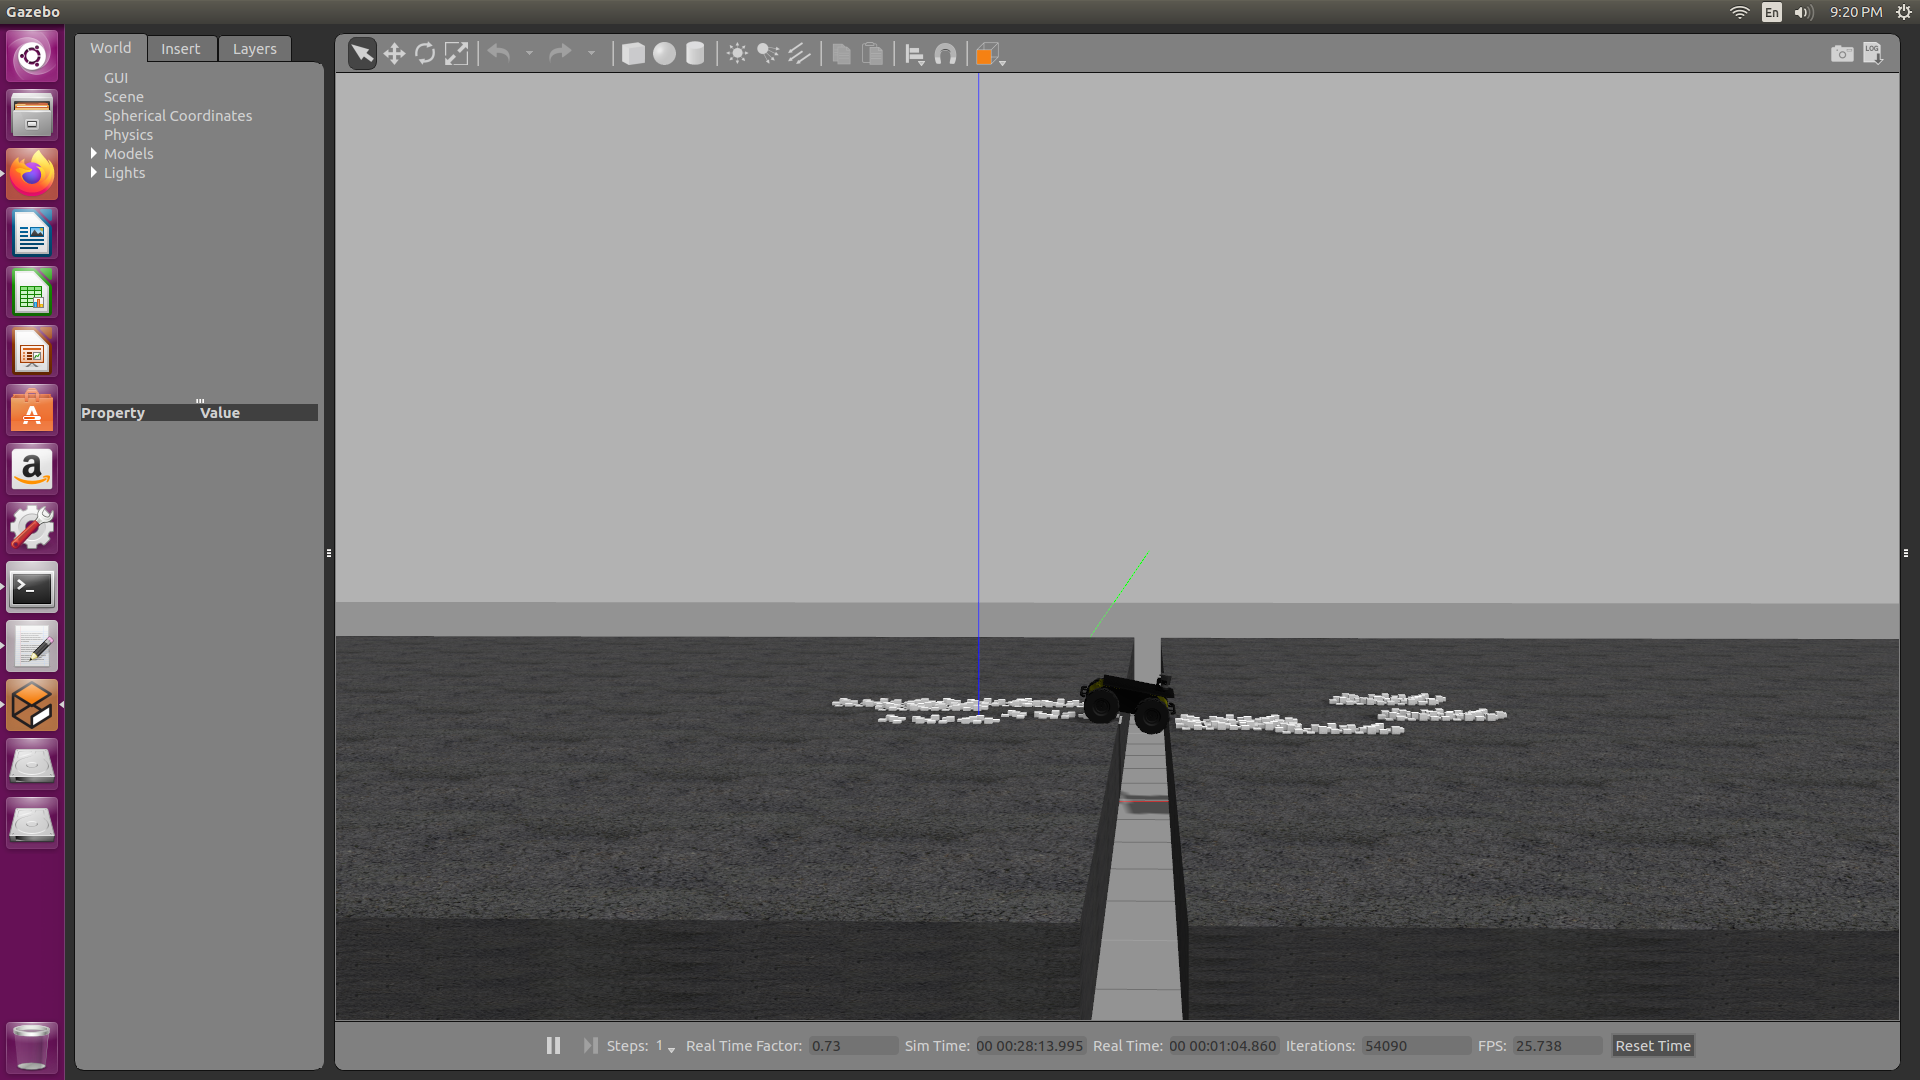 Gazebo
En
9:20 PM
World Insert Layers
LOG
GUI
Scene
Spherical Coordinates
Physics
Models
Lights
Property Value
Steps: 1 Real Time Factor: 0.73 Sim Time: 00 00:28:13.995 Real Time: 00 00:01:04.860 Iterations: 54090 FPS: 25.738 Reset Time